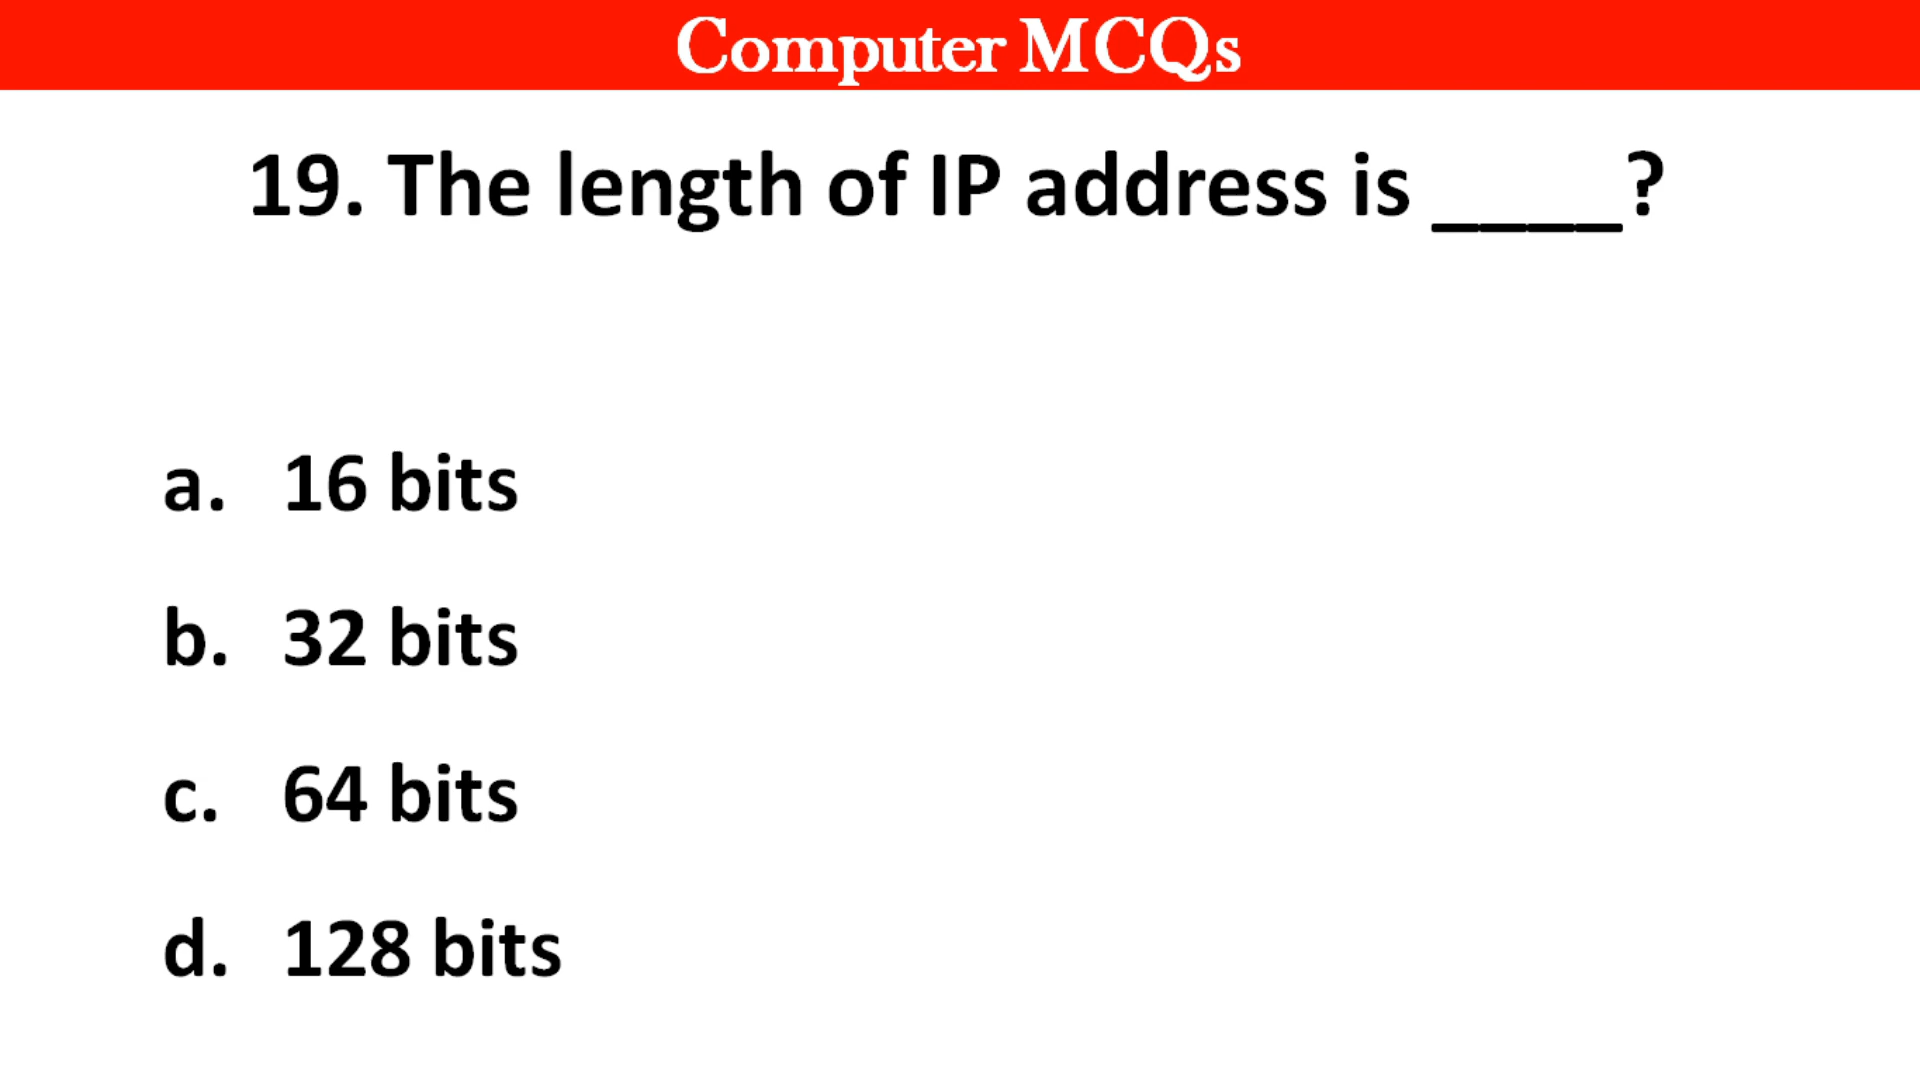 Computer MCQs
19. The length of IP address is ____?
a. 16 bits
b. 32 bits
c. 64 bits
d. 128 bits